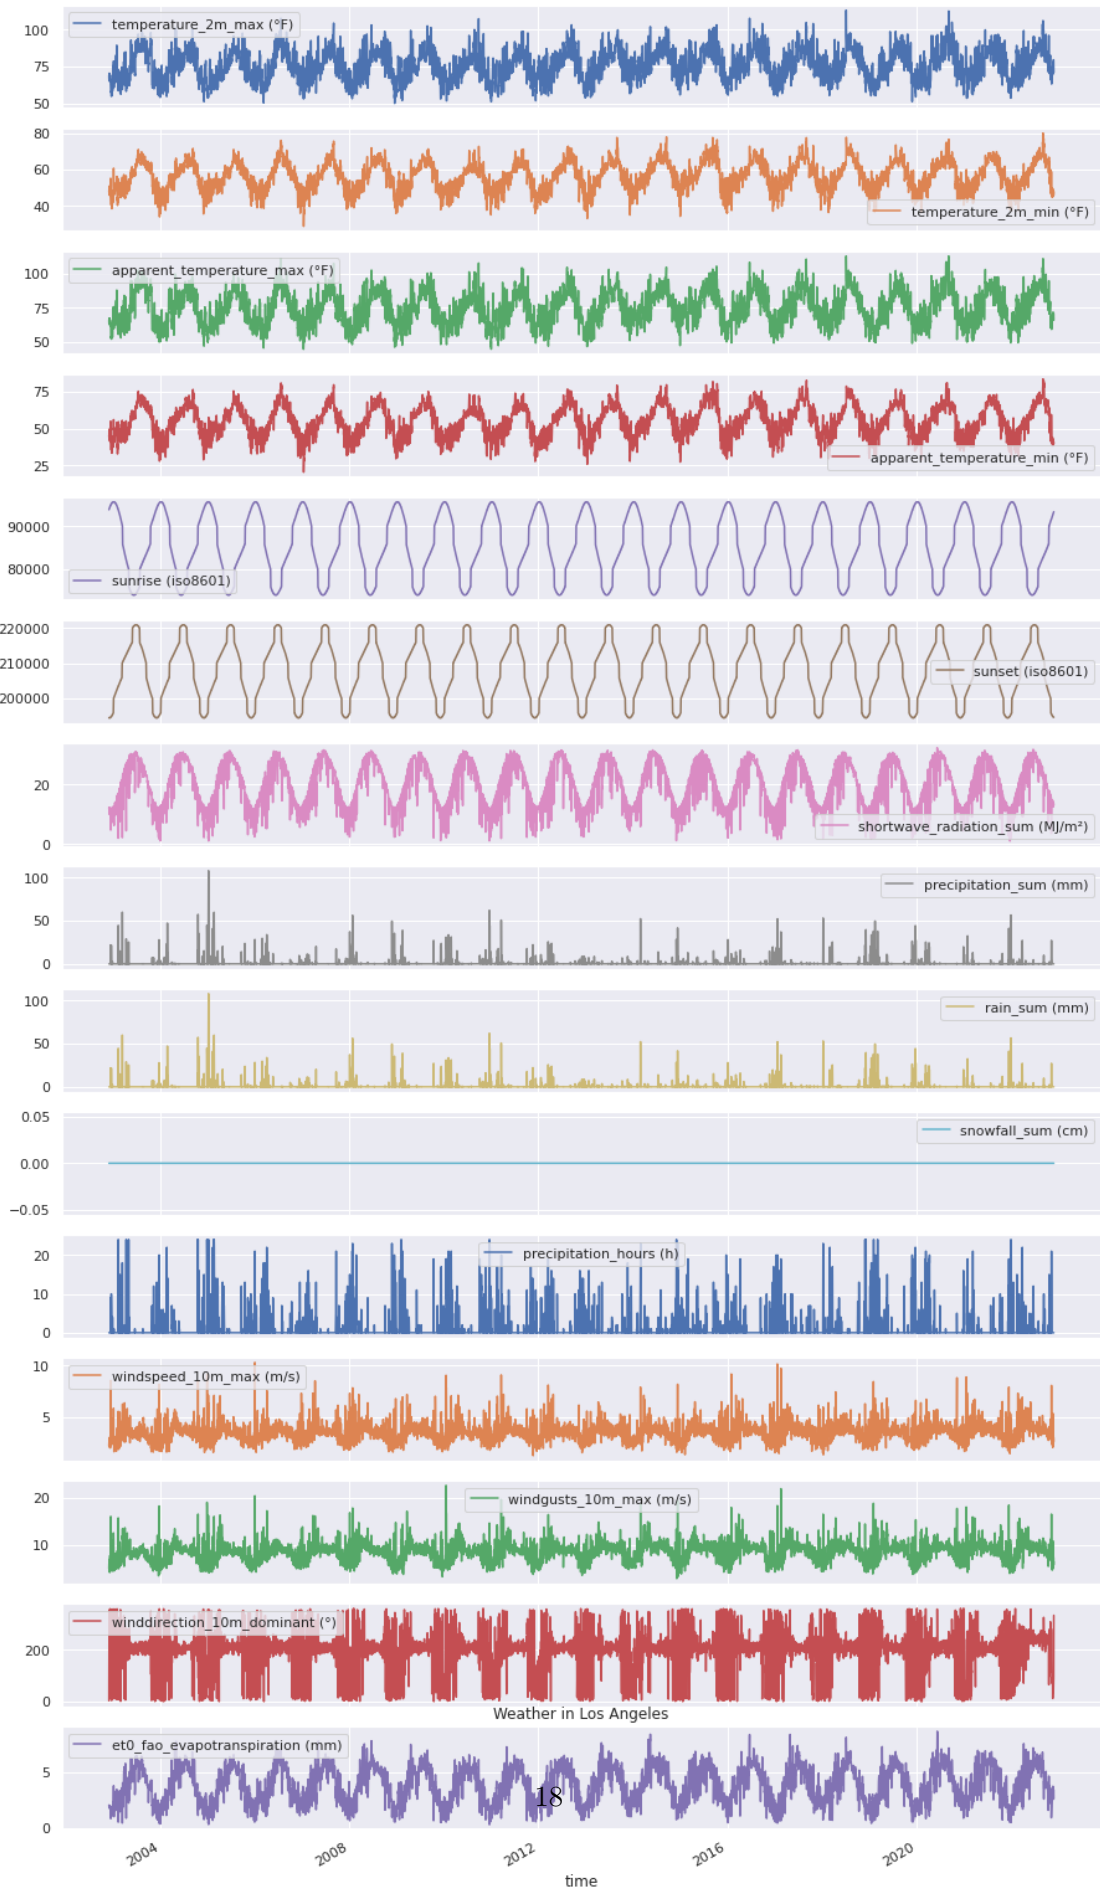 temperature_2m_max (°F)
100
75
50
80
60
40
temperature_2m_min (°F)
apparent_temperature_max (°F)
100
75
50
75
50
25
apparent_temperature_min (°F)
90000
80000
sunrise (iso8601)
220000
210000
200000
sunset (iso8601)
20
0
shortwave_radiation_sum (MJ/m²)
precipitation_sum (mm)
100
50
0
rain_sum (mm)
100
50
0
0.05
snowfall_sum (cm)
0.00
−0.05
precipitation_hours (h)
20
10
0
10
windspeed_10m_max (m/s)
5
20
windgusts_10m_max (m/s)
10
winddirection_10m_dominant (°)
200
0
Weather in Los Angeles
et0_fao_evapotranspiration (mm)
5
18
0
2004 2008 2012 2016 2020
time